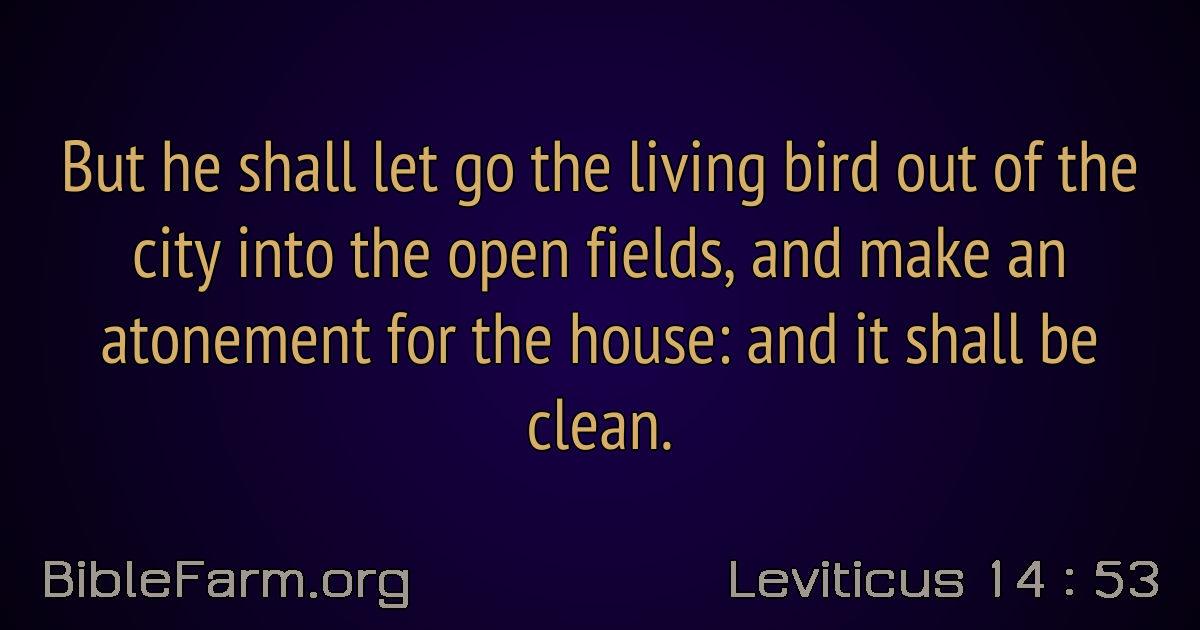 But he shall let go the living bird out of the
city into the open fields, and make an
atonement for the house: and it shall be
clean.
BibleFarm.org
Leviticus 14 : 53